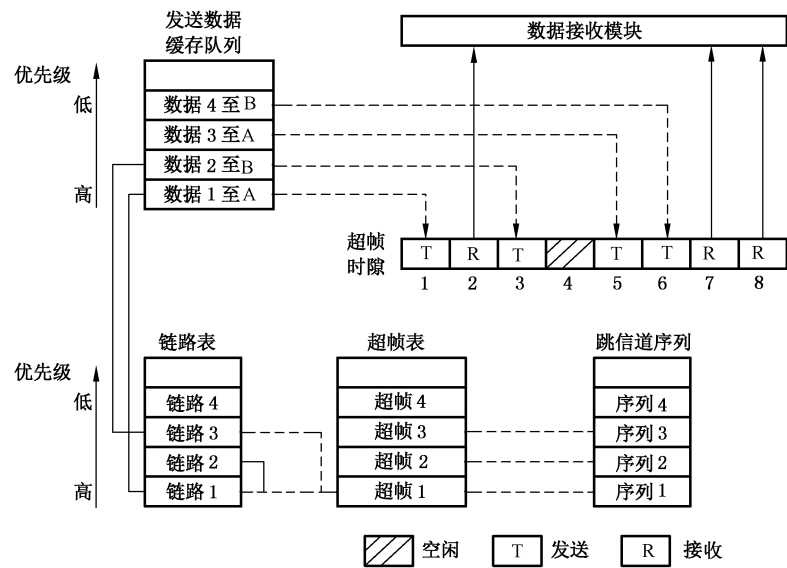 发送数据
缓存队列
数据接收模块
优先级
低
高
数据 4 至 B
数据 3 至 A
数据 2 至 B
数据 1 至 A
超帧
时隙
T R T T T R R
1 2 3 4 5 6 7 8
链路表
超帧表
跳信道序列
优先级
低
高
链路 4
链路 3
链路 2
链路 1
超帧 4
超帧 3
超帧 2
超帧 1
序列 4
序列 3
序列 2
序列 1
空闲
T 发送
R 接收